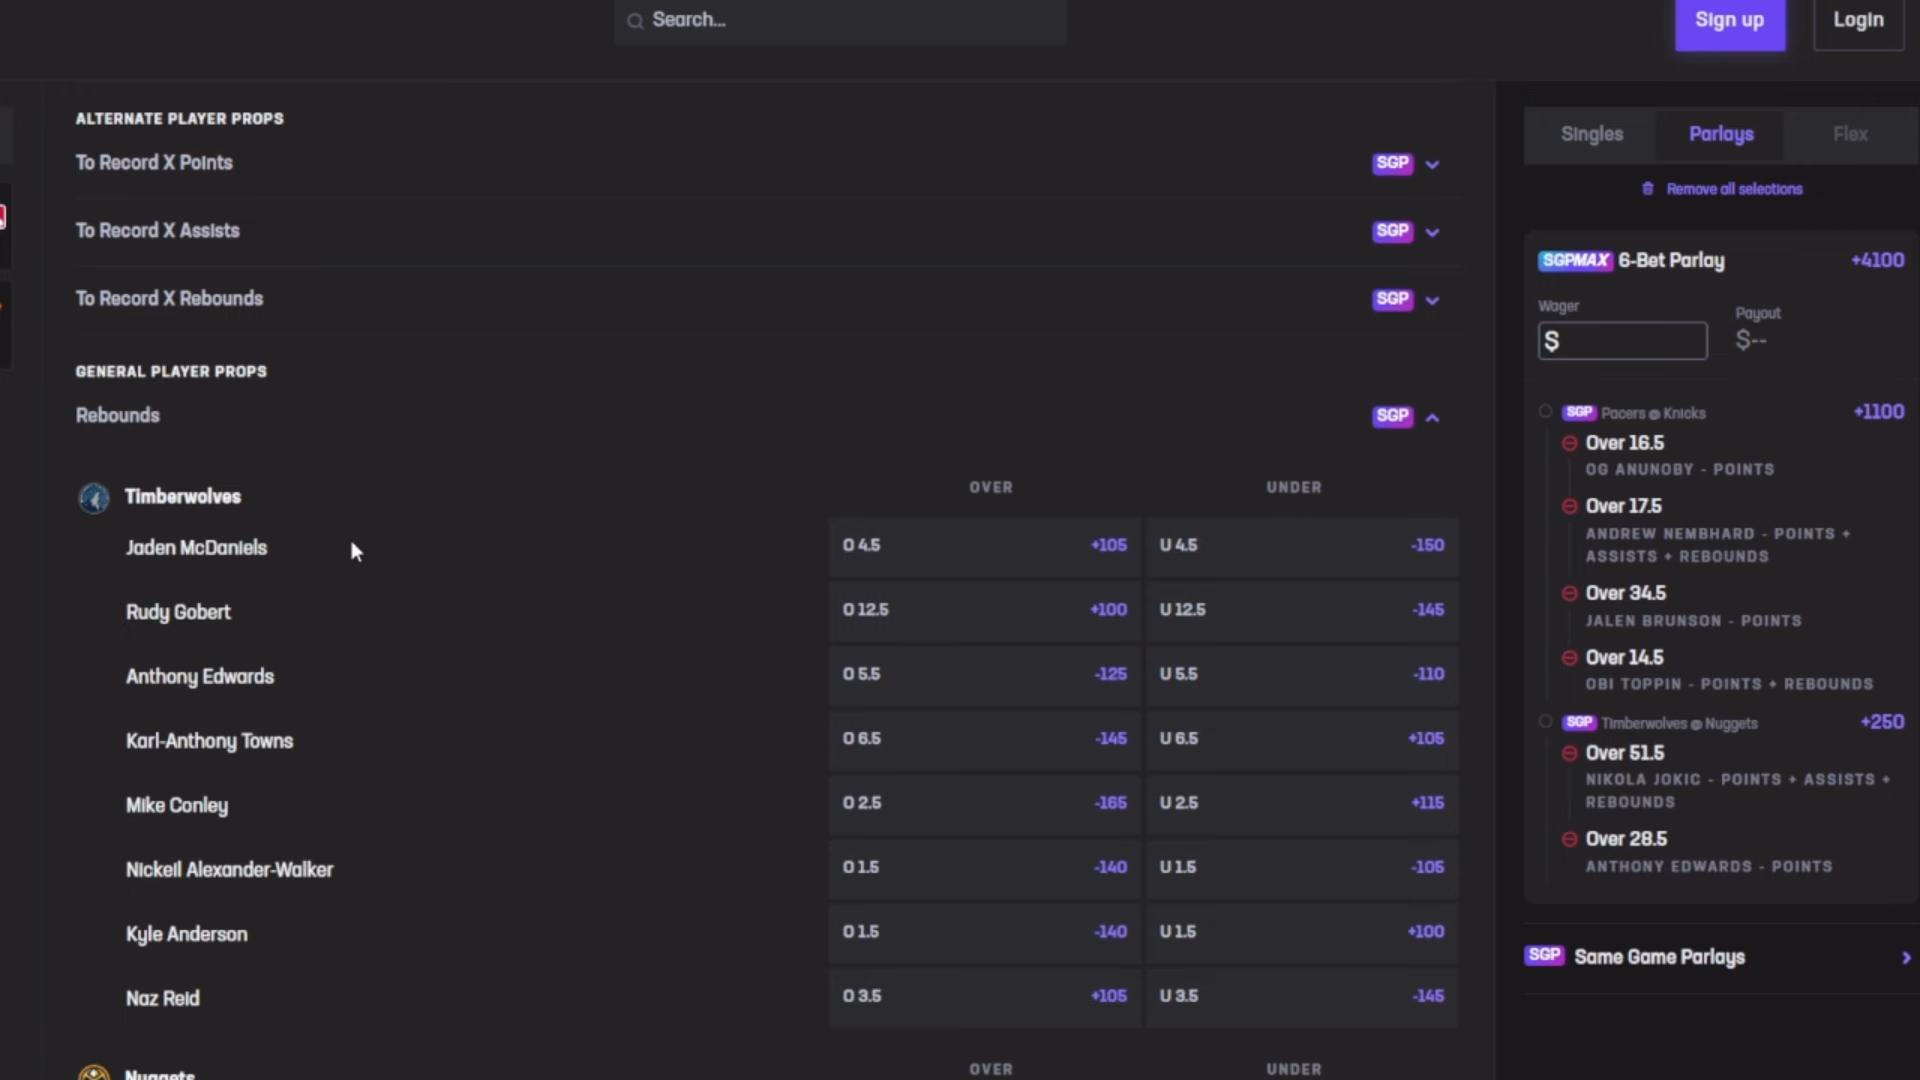 Search...
Sign up
Login
ALTERNATE PLAYER PROPS
To Record X Points
SGP
To Record X Assists
SGP
To Record X Rebounds
SGP
GENERAL PLAYER PROPS
Rebounds
SGP
Timberwolves
OVER
UNDER
Jaden McDaniels
O 4.5 +105
U 4.5 -150
Rudy Gobert
O 12.5 +100
U 12.5 -145
Anthony Edwards
O 5.5 -125
U 5.5 -110
Karl-Anthony Towns
O 6.5 -145
U 6.5 +105
Mike Conley
O 2.5 -165
U 2.5 +115
Nickeil Alexander-Walker
O 1.5 -140
U 1.5 -105
Kyle Anderson
O 1.5 -140
U 1.5 +100
Naz Reid
O 3.5 +105
U 3.5 -145
Nuggets
OVER
UNDER
Singles
Parlays
Flex
Remove all selections
SGPMAX 6-Bet Parlay +4100
Wager
Payout
$
$--
SGP Pacers @ Knicks +1100
Over 16.5
OG ANUNOBY - POINTS
Over 17.5
ANDREW NEMBHARD - POINTS +
ASSISTS + REBOUNDS
Over 34.5
JALEN BRUNSON - POINTS
Over 14.5
OBI TOPPIN - POINTS + REBOUNDS
SGP Timberwolves @ Nuggets +250
Over 51.5
NIKOLA JOKIC - POINTS + ASSISTS +
REBOUNDS
Over 28.5
ANTHONY EDWARDS - POINTS
SGP Same Game Parlays